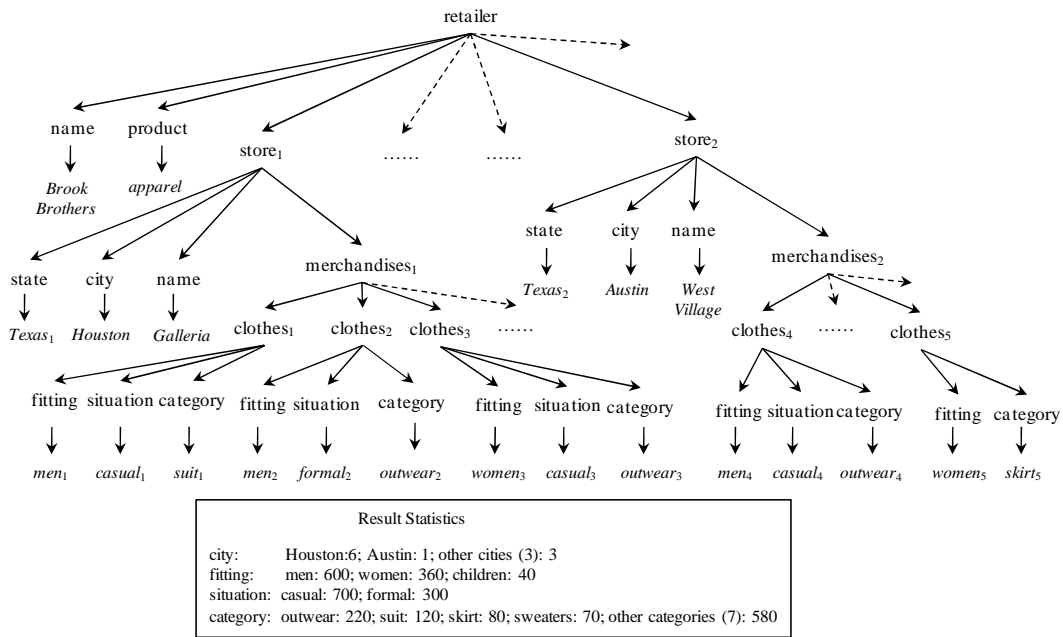 retailer
name product
store1 ...... ...... store2
Brook apparel
Brothers
state city name
merchandises1 merchandises2
state city name
Texas2 Austin West
Village
Texas1 Houston Galleria
clothes1 clothes2 clothes3 ...... clothes4 ...... clothes5
fitting situation category fitting situation category fitting situation category fitting situation category fitting category
men1 casual1 suit1 men2 formal2 outwear2 women3 casual3 outwear3 men4 casual4 outwear4 women5 skirt5
Result Statistics
city: Houston:6; Austin: 1; other cities (3): 3
fitting: men: 600; women: 360; children: 40
situation: casual: 700; formal: 300
category: outwear: 220; suit: 120; skirt: 80; sweaters: 70; other categories (7): 580